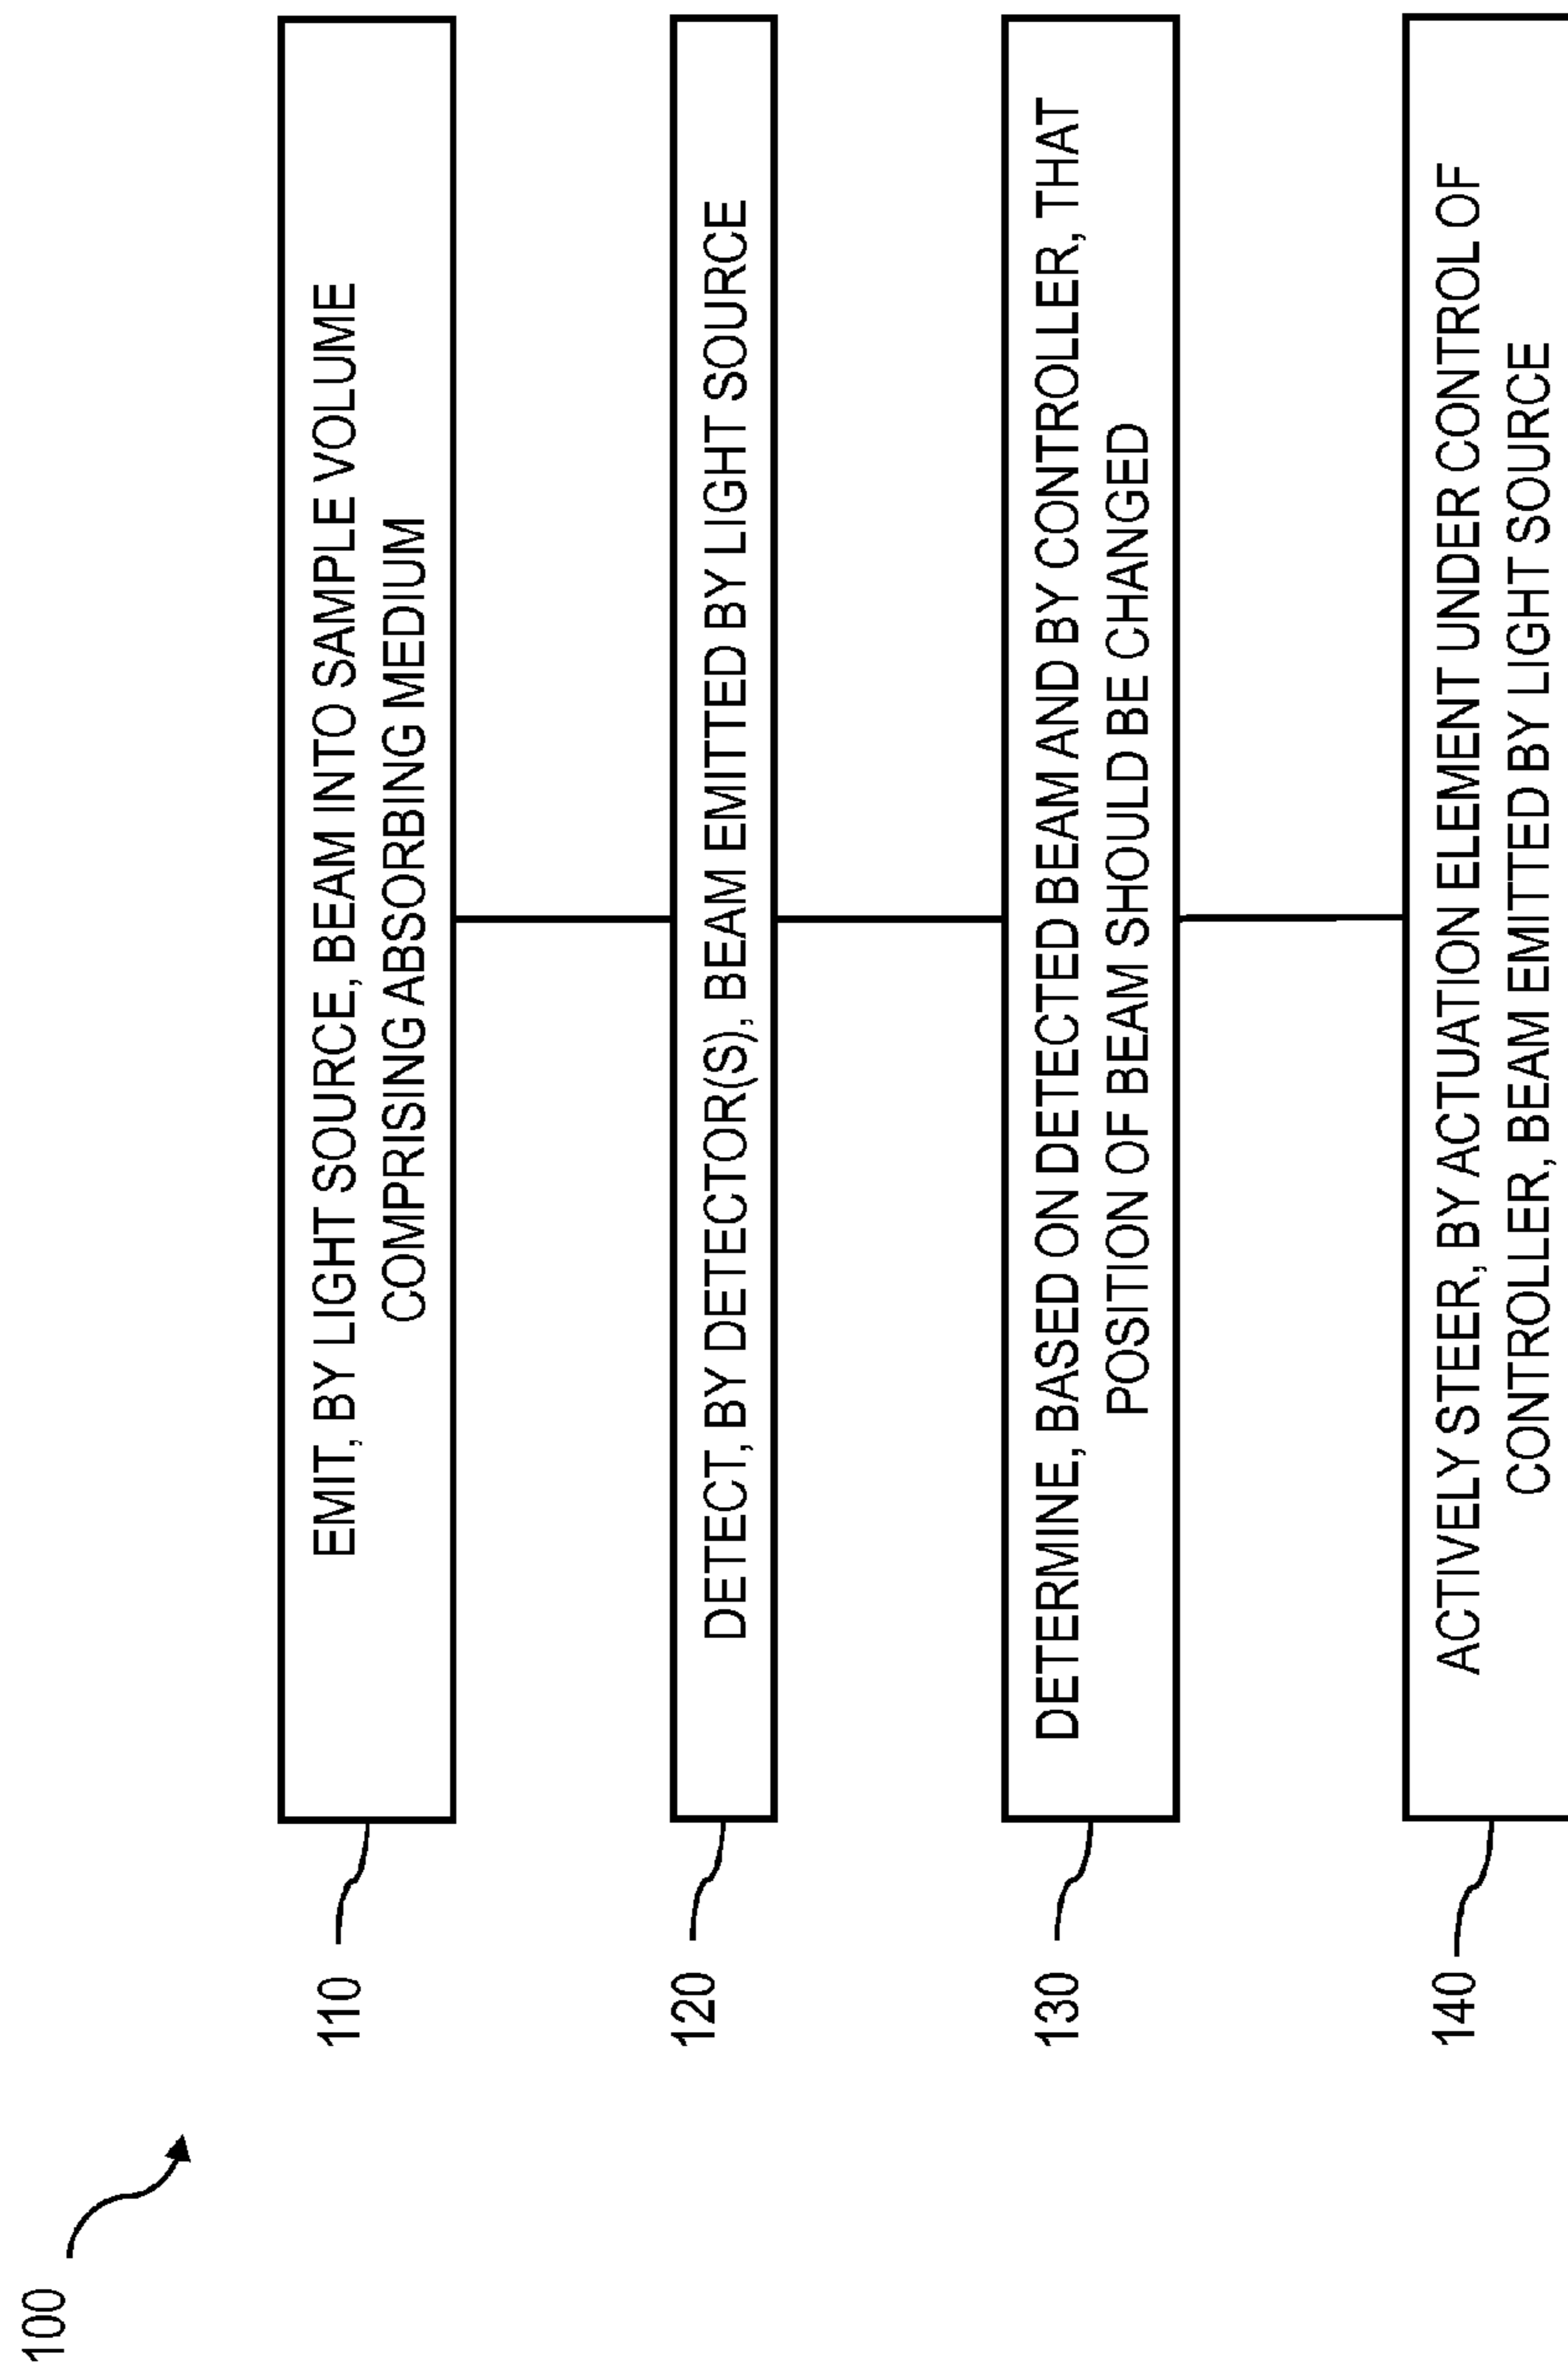 100
110
EMIT, BY LIGHT SOURCE, BEAM INTO SAMPLE VOLUME
COMPRISING ABSORBING MEDIUM
120
DETECT, BY DETECTOR(S), BEAM EMITTED BY LIGHT SOURCE
130
DETERMINE, BASED ON DETECTED BEAM AND BY CONTROLLER, THAT
POSITION OF BEAM SHOULD BE CHANGED
140
ACTIVELY STEER, BY ACTUATION ELEMENT UNDER CONTROL OF
CONTROLLER, BEAM EMITTED BY LIGHT SOURCE